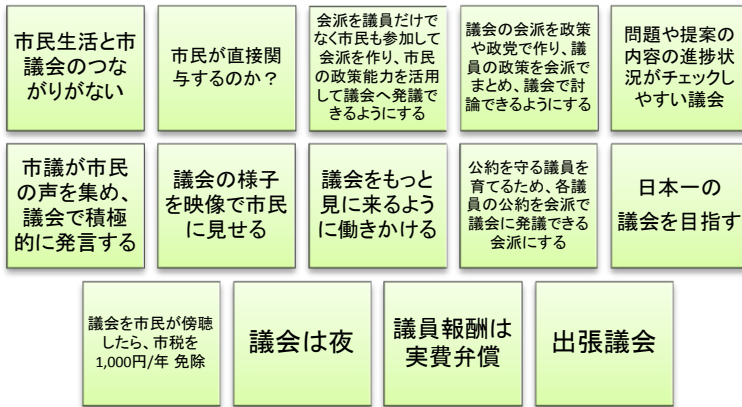 市民生活と市
議会のつな
がりがない
市民が直接関
与するのか？
会派を議員だけで
なく市民も参加して
会派を作り、市民
の政策能力を活用
して議会へ発議で
きるようにする
議会の会派を政策
や政党で作り、議
員の政策を会派で
まとめ、議会で討
論できるようにする
問題や提案の
内容の進捗状
況がチェックし
やすい議会
市議が市民
の声を集め、
議会で積極
的に発言する
議会の様子
を映像で市民
に見せる
議会をもっと
見に来るよう
に働きかける
公約を守る議員を
育てるため、各議
員の公約を会派で
議会に発議できる
会派にする
日本一の
議会を目指す
議会を市民が傍聴
したら、市税を
1,000円/年 免除
議会は夜
議員報酬は
実費弁償
出張議会